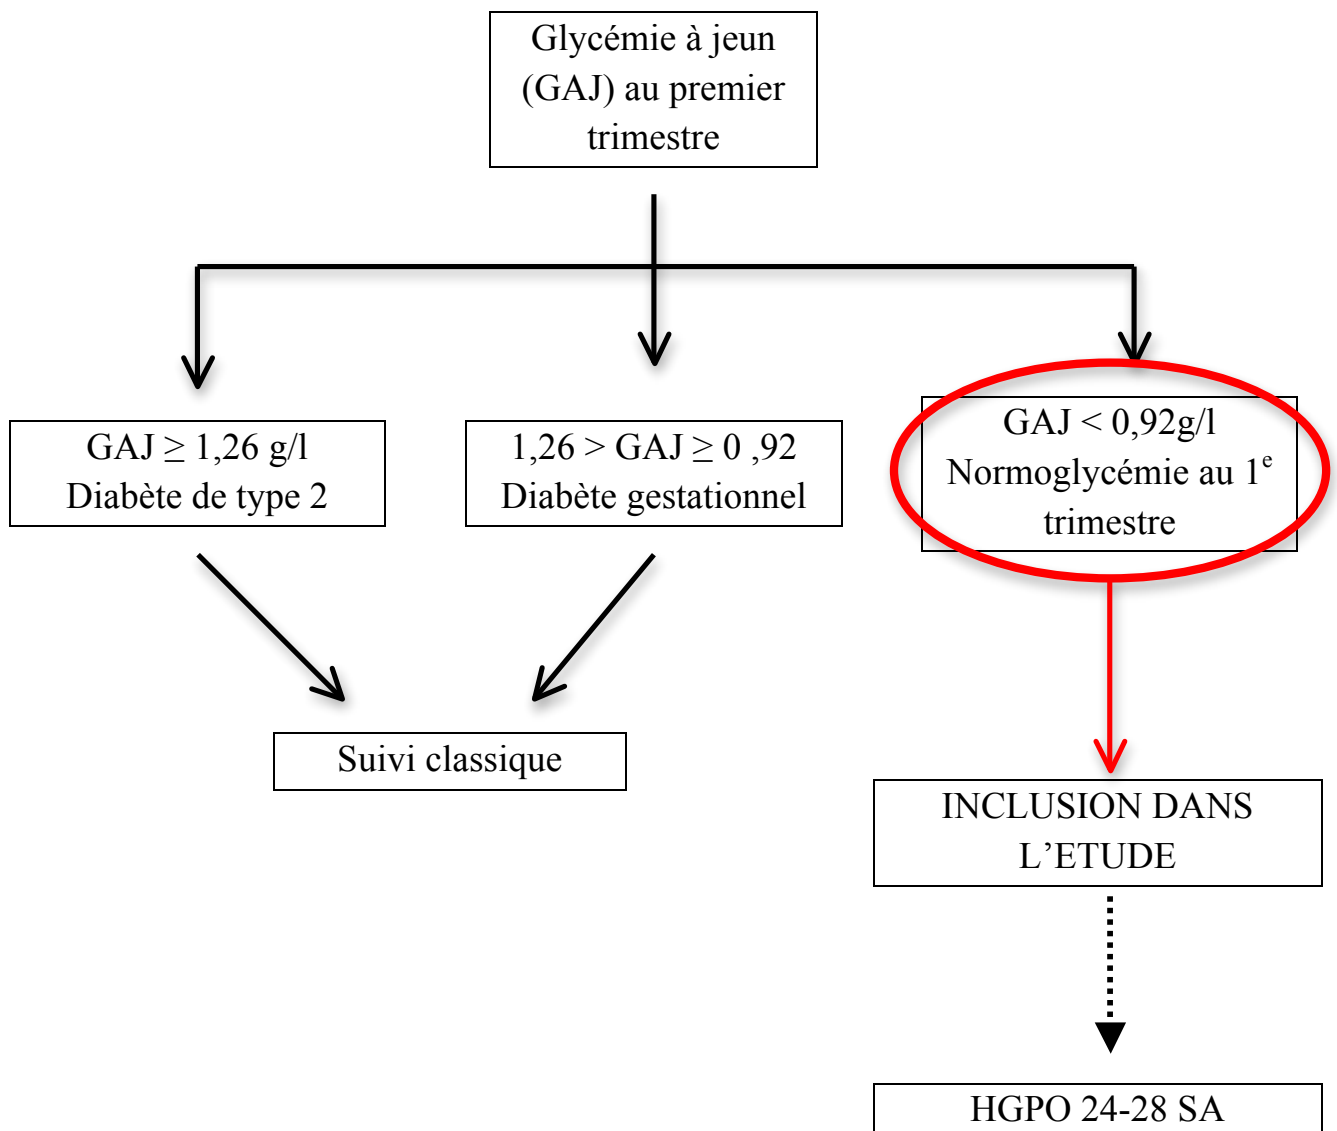 Glycémie à jeun
(GAJ) au premier
trimestre
GAJ ≥ 1,26 g/l
Diabète de type 2
1,26 > GAJ ≥ 0 ,92
Diabète gestationnel
GAJ < 0,92g/l
Normoglycémie au 1e
trimestre
Suivi classique
INCLUSION DANS
L’ETUDE
HGPO 24-28 SA